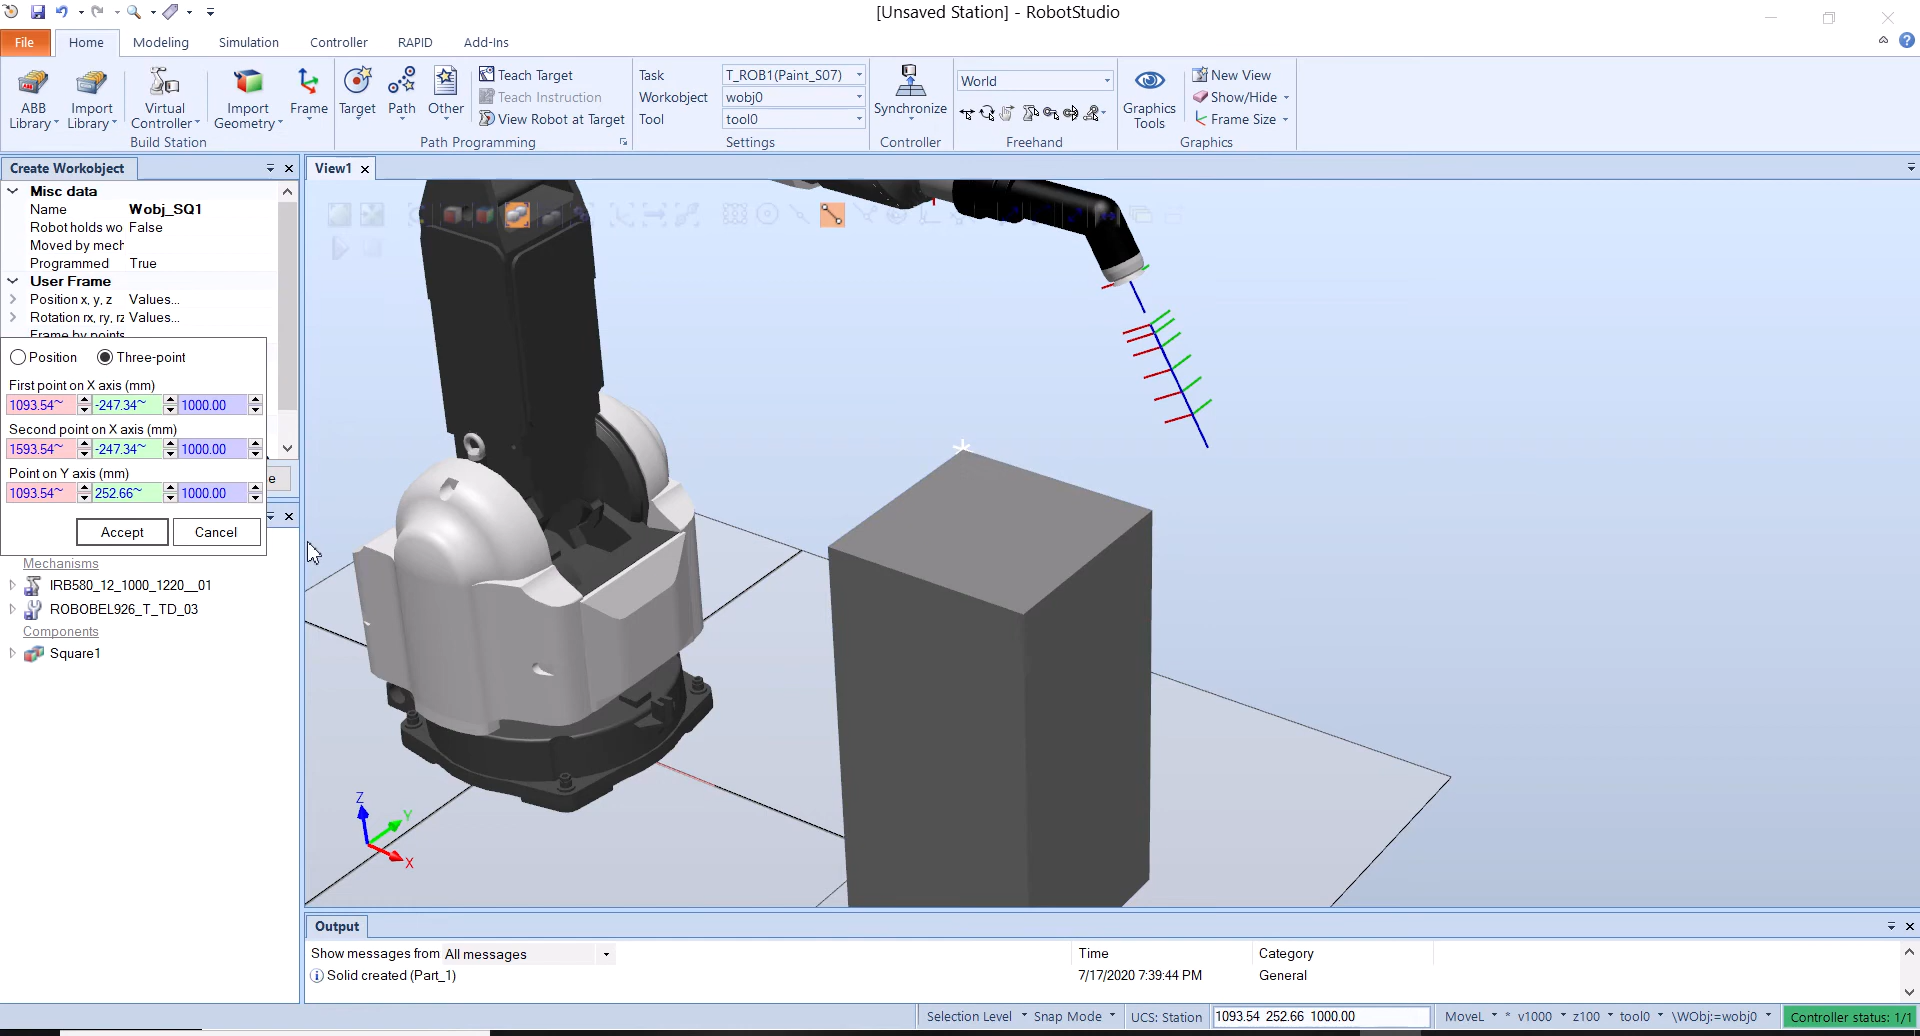 [Unsaved Station] - RobotStudio
File Home Modeling Simulation Controller RAPID Add-Ins
ABB Library
Import Library
Virtual Controller
Import Geometry
Frame
Build Station
Target
Path
Other
Teach Target
Teach Instruction
View Robot at Target
Path Programming
Task T_ROB1(Paint_S07)
Workobject wobj0
Tool tool0
Settings
Synchronize
Controller
World
Freehand
Graphics Tools
New View
Show/Hide
Frame Size
Graphics
Create Workobject
View1
Misc data
Name Wobj_SQ1
Robot holds wo False
Moved by mech
Programmed True
User Frame
Position x, y, z Values...
Rotation rx, ry, rz Values...
Frame by points
Position Three-point
First point on X axis (mm)
1093.54~ -247.34~ 1000.00
Second point on X axis (mm)
1593.54~ -247.34~ 1000.00
Point on Y axis (mm)
1093.54~ 252.66~ 1000.00
e
Accept Cancel
Mechanisms
IRB580_12_1000_1220__01
ROBOBEL926_T_TD_03
Components
Square1
Z
Y
X
Output
Show messages from All messages Time Category
Solid created (Part_1) 7/17/2020 7:39:44 PM General
Selection Level Snap Mode UCS: Station 1093.54 252.66 1000.00 MoveL * v1000 z100 tool0 \WObj:=wobj0 Controller status: 1/1